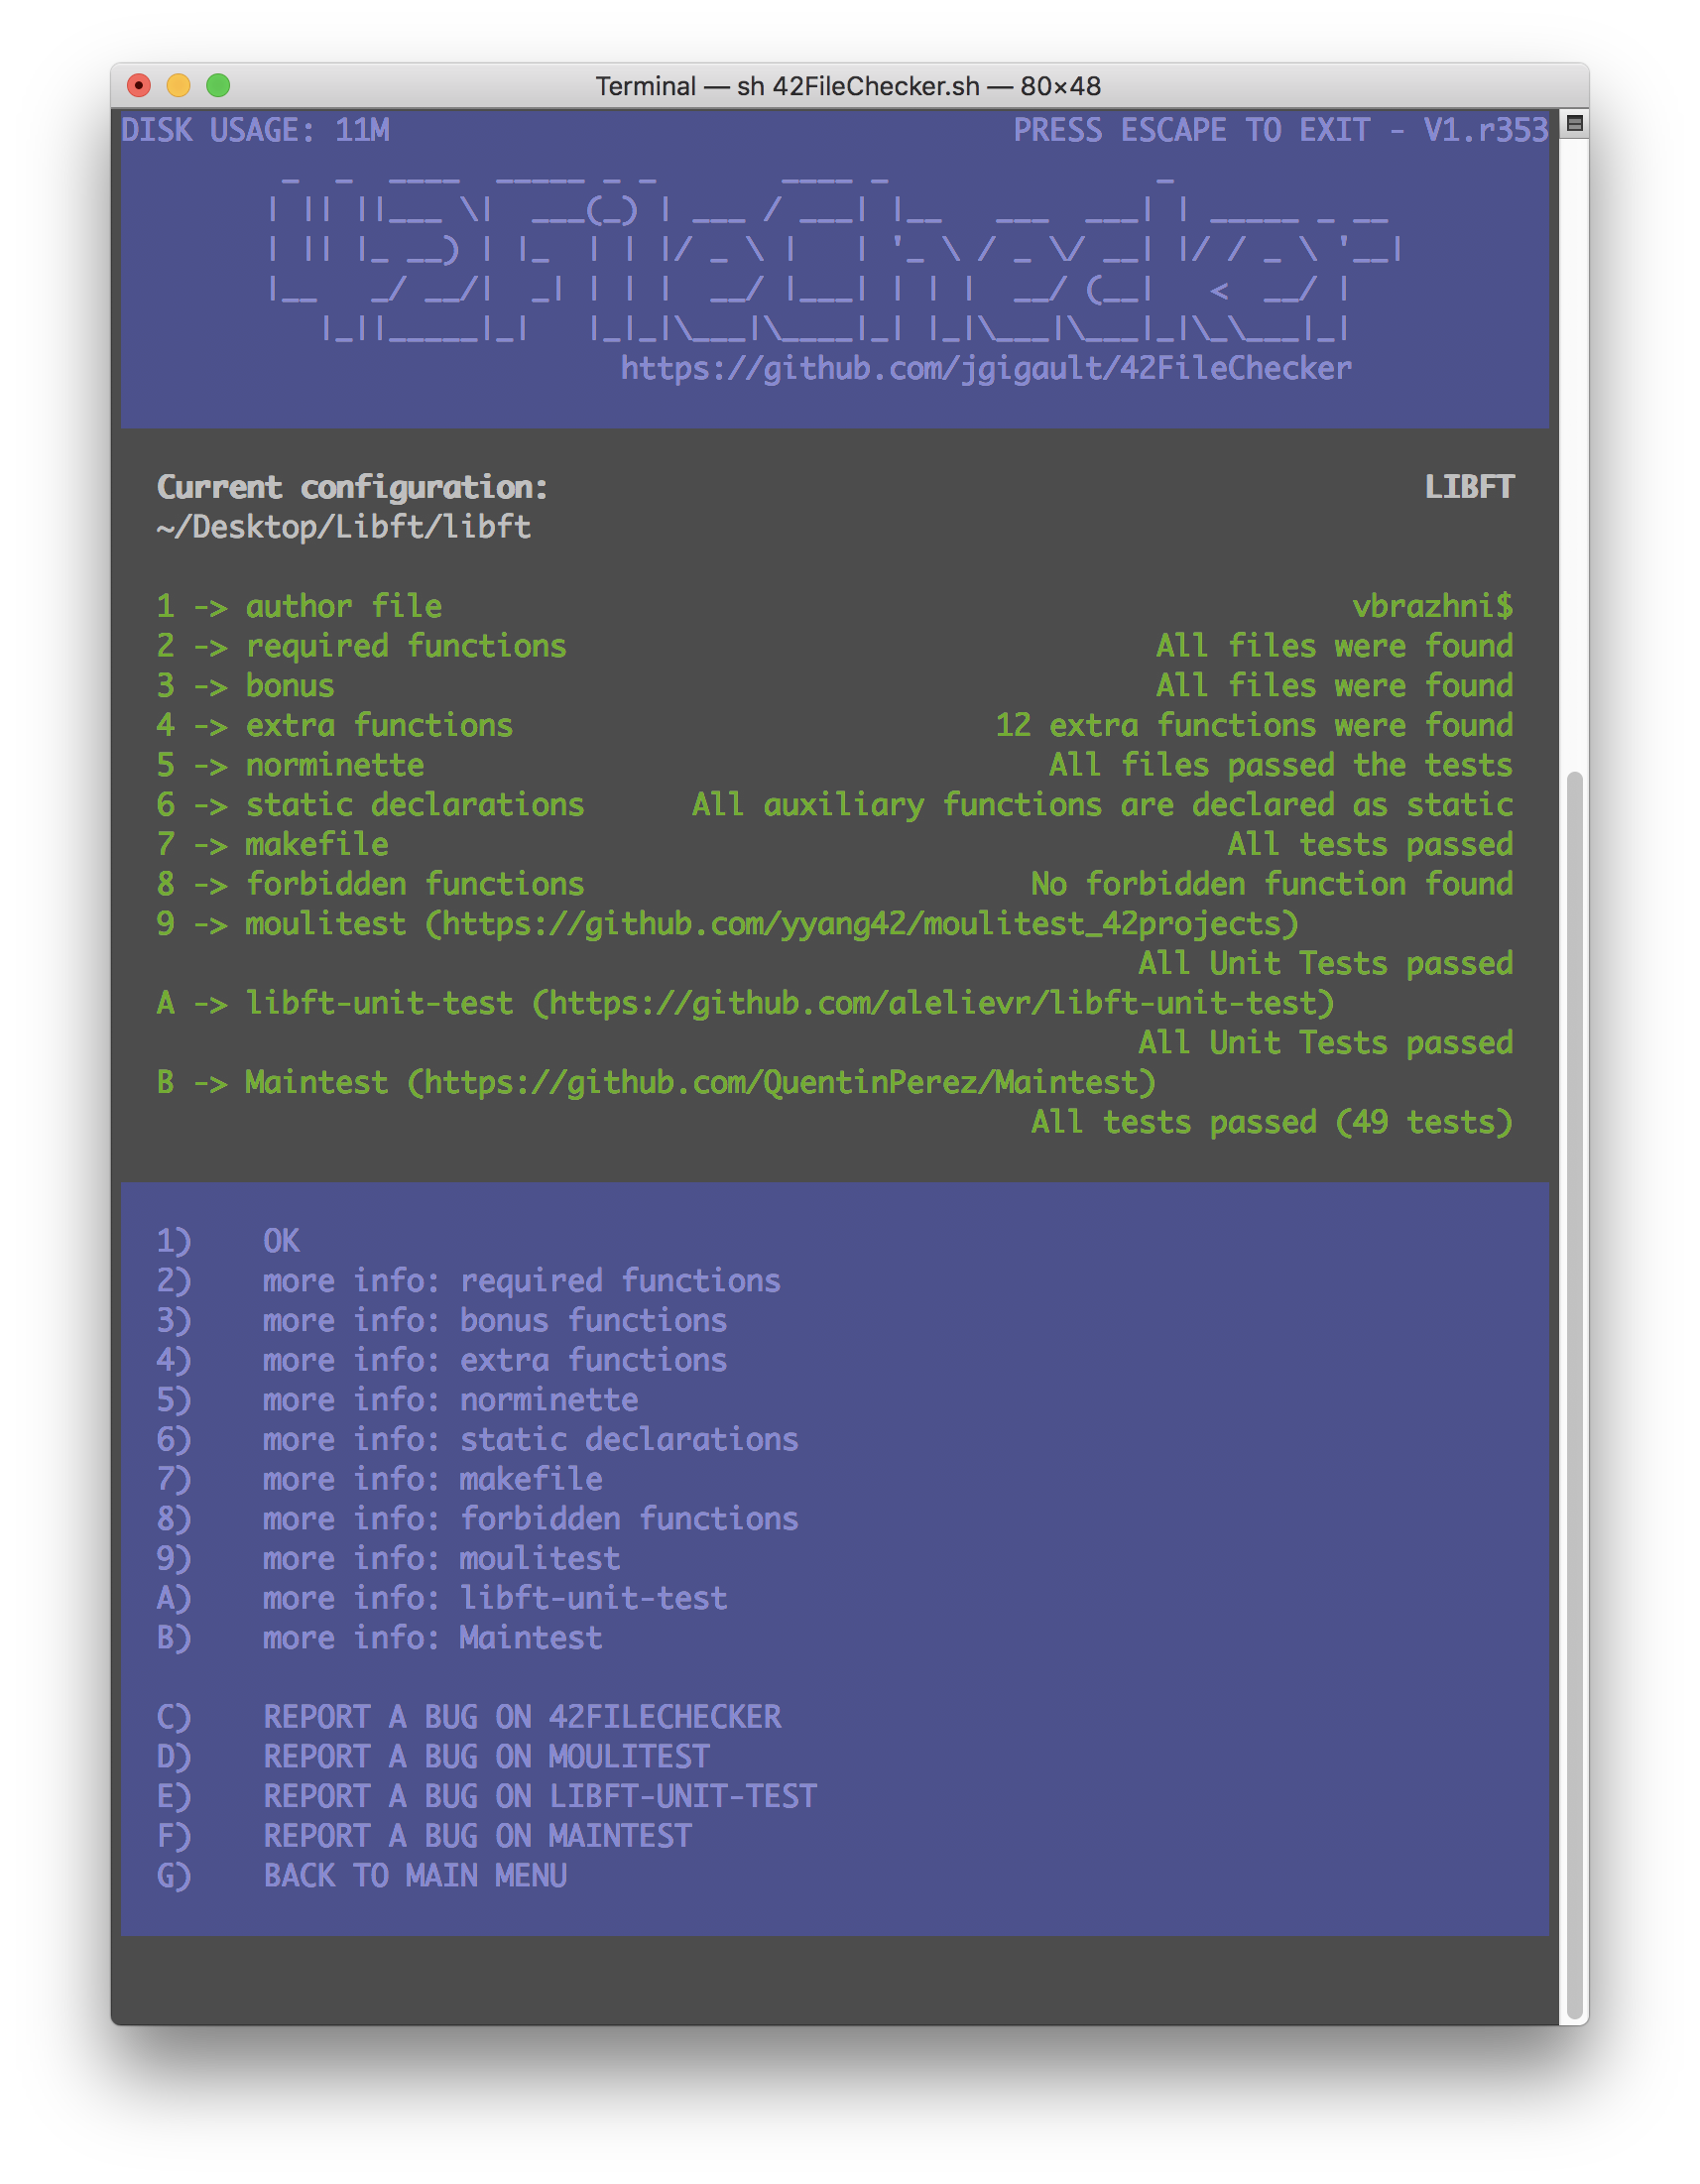 Terminal — sh 42FileChecker.sh — 80×48
DISK USAGE: 11M PRESS ESCAPE TO EXIT - V1.r353
42FileChecker
https://github.com/jgigault/42FileChecker
Current configuration: LIBFT
~/Desktop/Libft/libft
1 -> author file vbrazhni$
2 -> required functions All files were found
3 -> bonus All files were found
4 -> extra functions 12 extra functions were found
5 -> norminette All files passed the tests
6 -> static declarations All auxiliary functions are declared as static
7 -> makefile All tests passed
8 -> forbidden functions No forbidden function found
9 -> moulitest (https://github.com/yyang42/moulitest_42projects)
All Unit Tests passed
A -> libft-unit-test (https://github.com/alelievr/libft-unit-test)
All Unit Tests passed
B -> Maintest (https://github.com/QuentinPerez/Maintest)
All tests passed (49 tests)
1) OK
2) more info: required functions
3) more info: bonus functions
4) more info: extra functions
5) more info: norminette
6) more info: static declarations
7) more info: makefile
8) more info: forbidden functions
9) more info: moulitest
A) more info: libft-unit-test
B) more info: Maintest
C) REPORT A BUG ON 42FILECHECKER
D) REPORT A BUG ON MOULITEST
E) REPORT A BUG ON LIBFT-UNIT-TEST
F) REPORT A BUG ON MAINTEST
G) BACK TO MAIN MENU